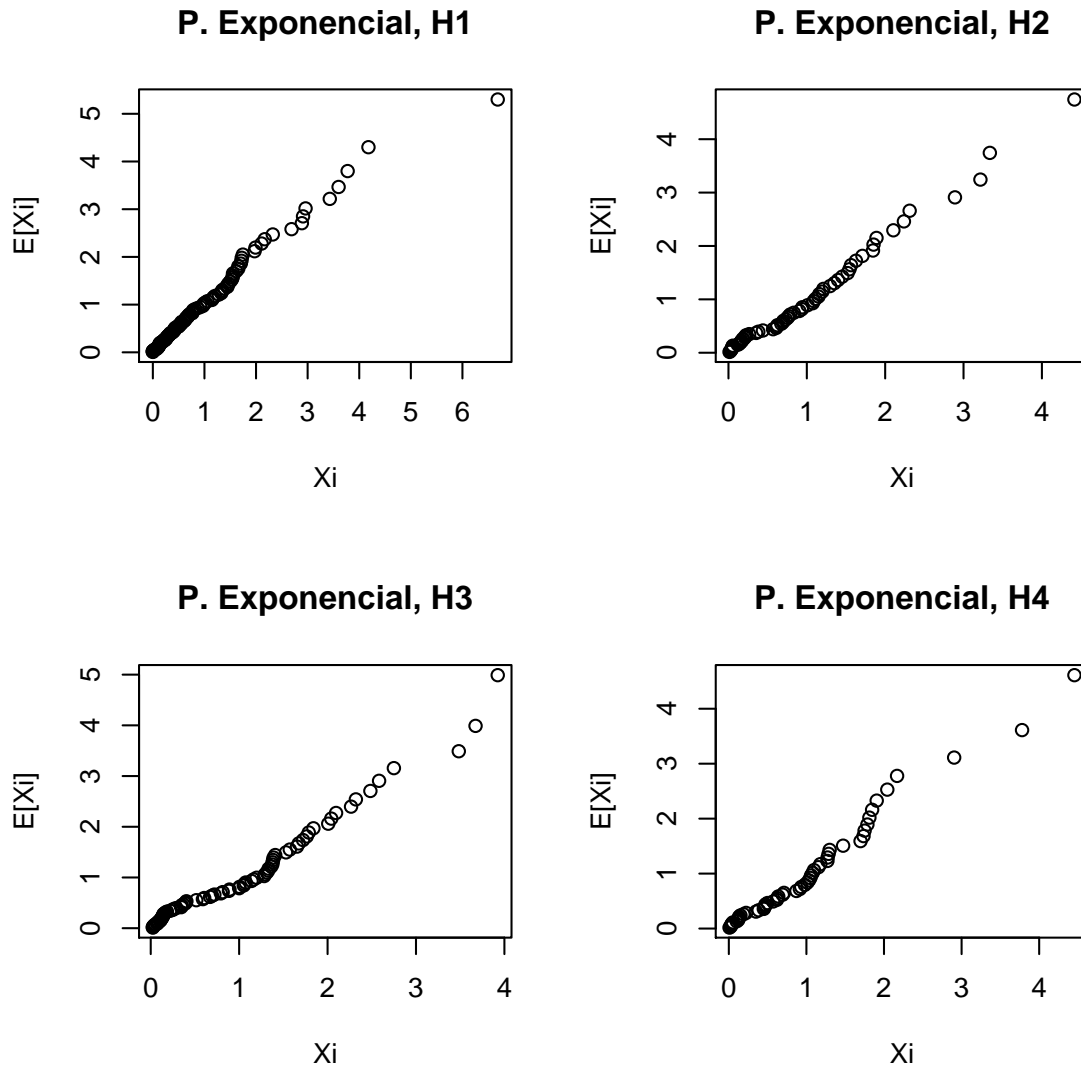 P. Exponencial, H1
E[Xi]
0 1 2 3 4 5
0 1 2 3 4 5 6
Xi
P. Exponencial, H2
E[Xi]
0 1 2 3 4
0 1 2 3 4
Xi
P. Exponencial, H3
E[Xi]
0 1 2 3 4 5
0 1 2 3 4
Xi
P. Exponencial, H4
E[Xi]
0 1 2 3 4
0 1 2 3 4
Xi